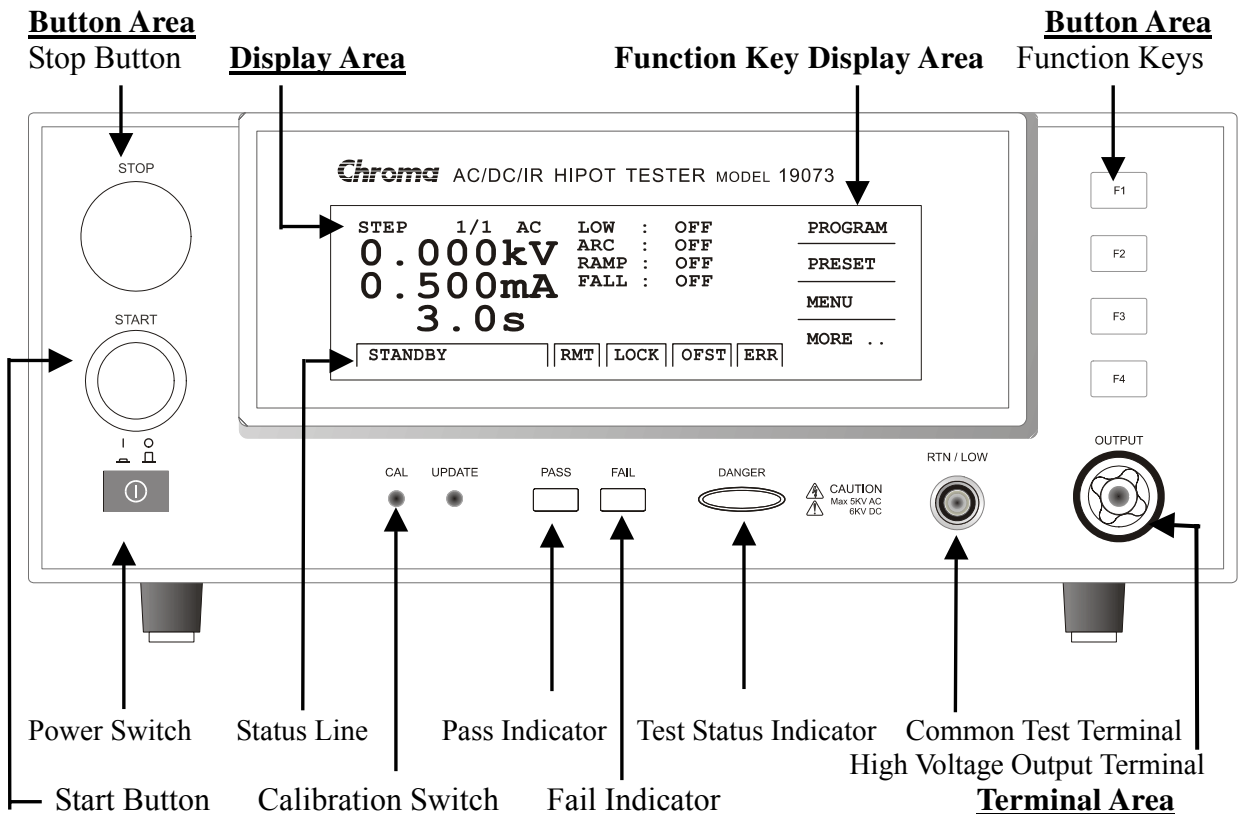 Button Area
Stop Button
Display Area
Function Key Display Area
Button Area
Function Keys
STOP
START
Chroma AC/DC/IR HIPOT TESTER MODEL 19073
STEP 1/1 AC
0.000kV
0.500mA
3.0s
LOW : OFF
ARC : OFF
RAMP : OFF
FALL : OFF
PROGRAM
PRESET
MENU
MORE ..
STANDBY RMT LOCK OFST ERR
F1
F2
F3
F4
CAL UPDATE PASS FAIL DANGER
CAUTION
Max 5KV AC
6KV DC
RTN / LOW
OUTPUT
Power Switch Status Line Pass Indicator Test Status Indicator Common Test Terminal
High Voltage Output Terminal
Start Button Calibration Switch Fail Indicator Terminal Area